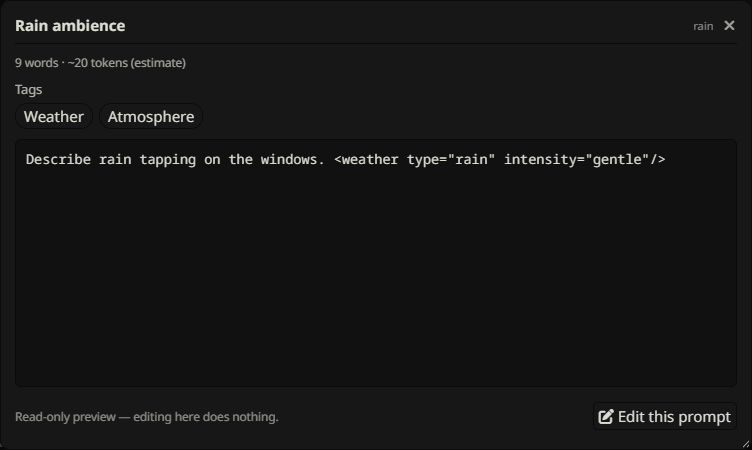 Rain ambience
rain ✕
9 words · ~20 tokens (estimate)
Tags
Weather Atmosphere
Describe rain tapping on the windows. <weather type="rain" intensity="gentle"/>
Read-only preview — editing here does nothing.
Edit this prompt